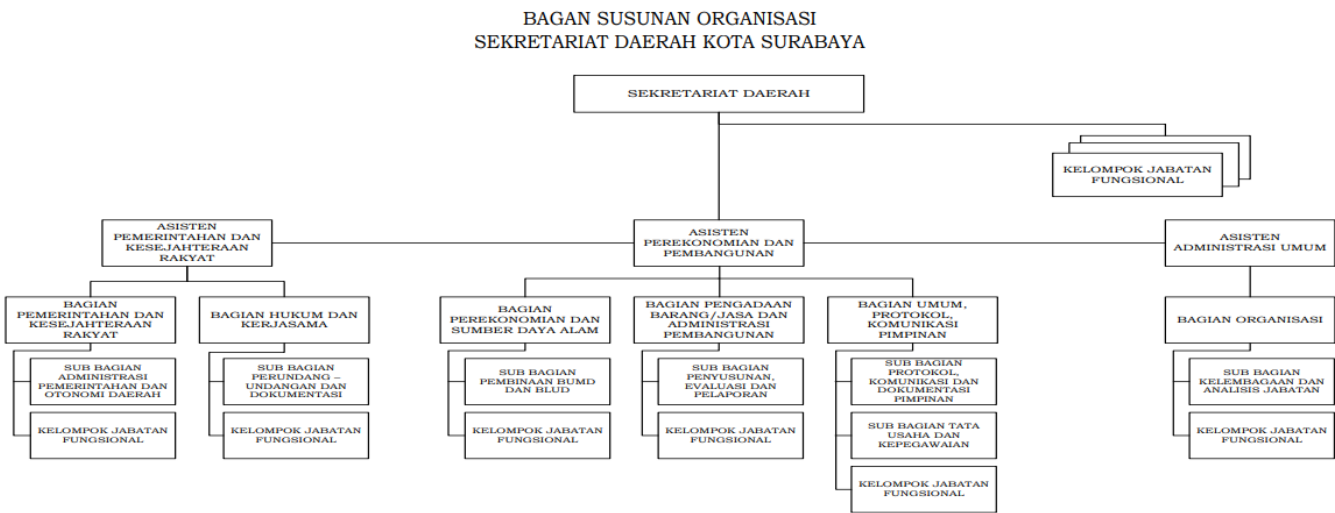 BAGAN SUSUNAN ORGANISASI
SEKRETARIAT DAERAH KOTA SURABAYA
SEKRETARIAT DAERAH
KELOMPOK JABATAN
FUNGSIONAL
ASISTEN
PEMERINTAHAN DAN
KESEJAHTERAAN
RAKYAT
ASISTEN
PEREKONOMIAN DAN
PEMBANGUNAN
ASISTEN
ADMINISTRASI UMUM
BAGIAN
PEMERINTAHAN DAN
KESEJAHTERAAN
RAKYAT
BAGIAN HUKUM DAN
KERJASAMA
BAGIAN
PEREKONOMIAN DAN
SUMBER DAYA ALAM
BAGIAN PENGADAAN
BARANG/JASA DAN
ADMINISTRASI
PEMBANGUNAN
BAGIAN UMUM,
PROTOKOL,
KOMUNIKASI
PIMPINAN
BAGIAN ORGANISASI
SUB BAGIAN
ADMINISTRASI
PEMERINTAHAN DAN
OTONOMI DAERAH
SUB BAGIAN
PERUNDANG –
UNDANGAN DAN
DOKUMENTASI
SUB BAGIAN
PEMBINAAN BUMD
DAN BLUD
SUB BAGIAN
PENYUSUNAN,
EVALUASI DAN
PELAPORAN
SUB BAGIAN
PROTOKOL,
KOMUNIKASI DAN
DOKUMENTASI
PIMPINAN
SUB BAGIAN
KELEMBAGAAN DAN
ANALISIS JABATAN
KELOMPOK JABATAN
FUNGSIONAL
KELOMPOK JABATAN
FUNGSIONAL
KELOMPOK JABATAN
FUNGSIONAL
KELOMPOK JABATAN
FUNGSIONAL
SUB BAGIAN TATA
USAHA DAN
KEPEGAWAIAN
KELOMPOK JABATAN
FUNGSIONAL
KELOMPOK JABATAN
FUNGSIONAL